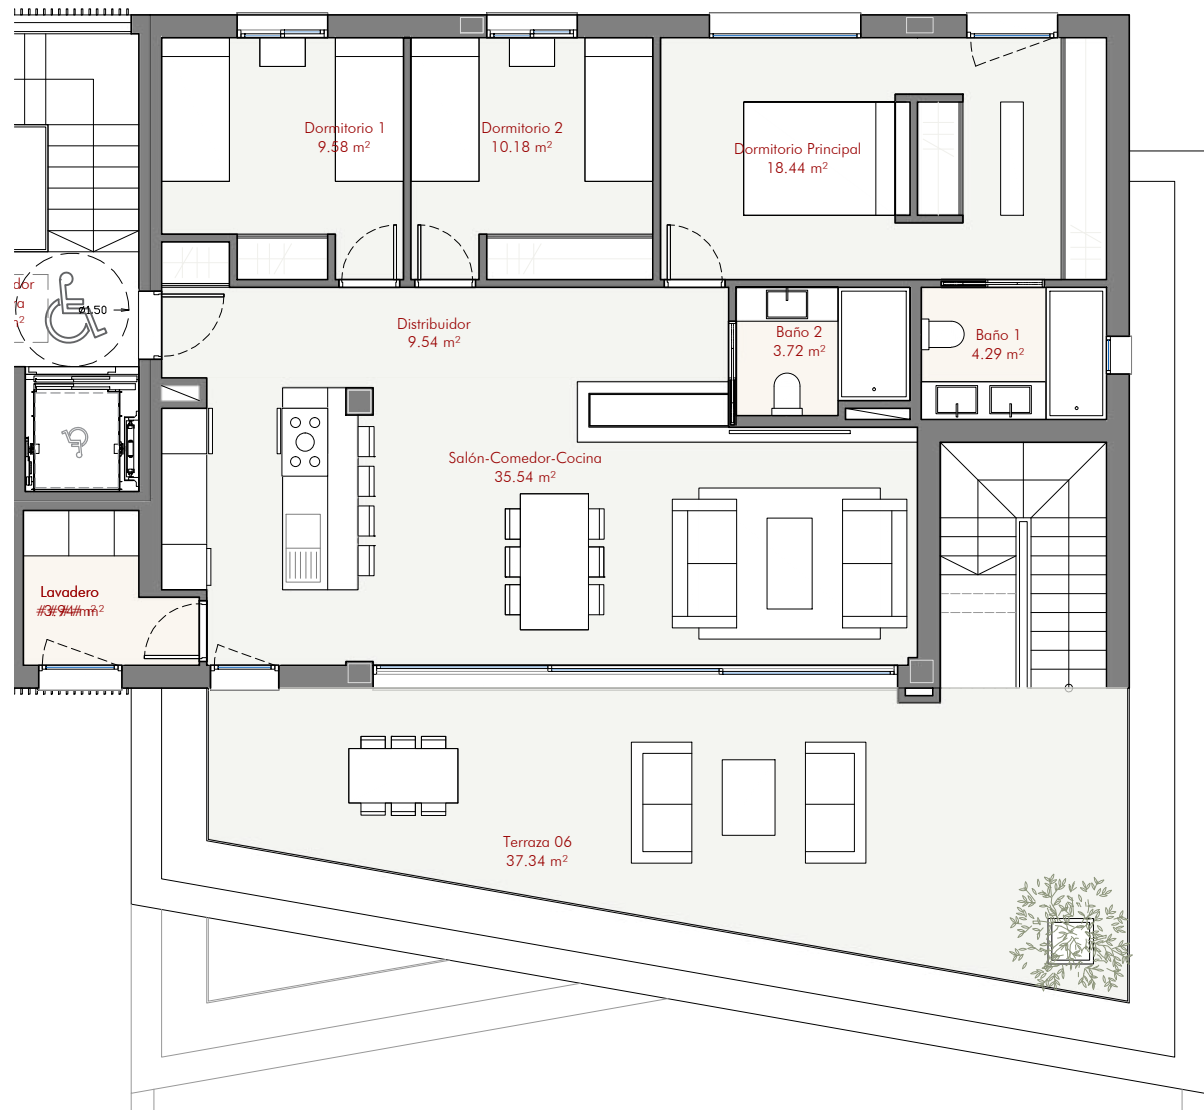 Dormitorio 1
9.58 m²
Dormitorio 2
10.18 m²
Dormitorio Principal
18.44 m²
dor
a
m²
ø1.50
Distribuidor
9.54 m²
Baño 2
3.72 m²
Baño 1
4.29 m²
Salón-Comedor-Cocina
35.54 m²
Lavadero
Terraza 06
37.34 m²